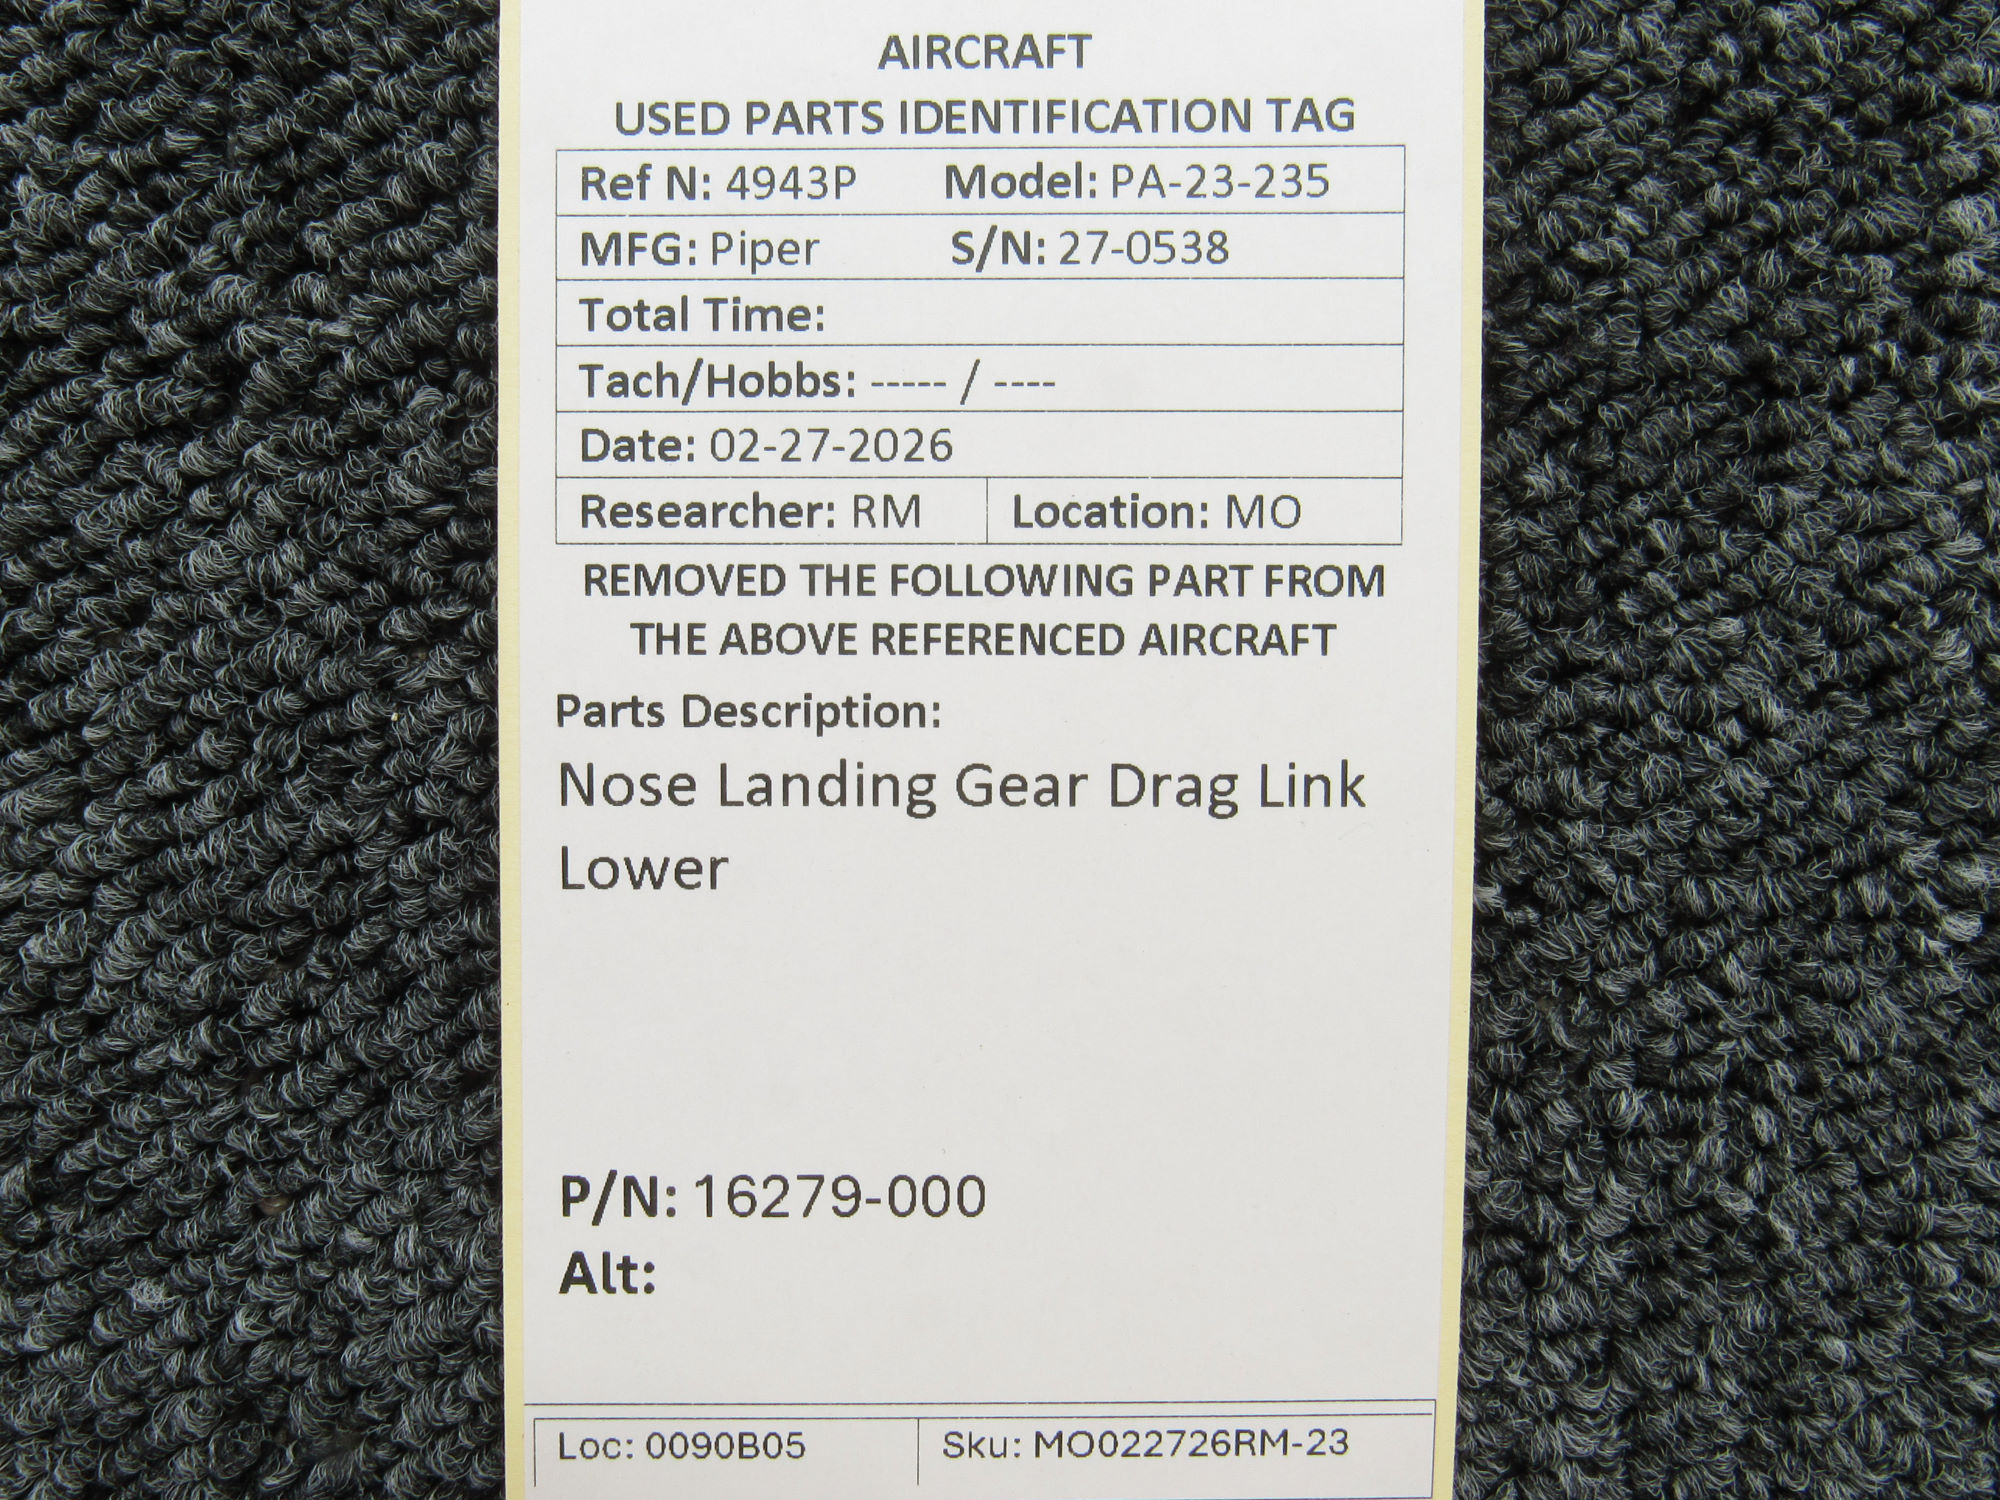 AIRCRAFT
USED PARTS IDENTIFICATION TAG
Ref N: 4943P Model: PA-23-235
MFG: Piper S/N: 27-0538
Total Time:
Tach/Hobbs: ----- / ----
Date: 02-27-2026
Researcher: RM Location: MO
REMOVED THE FOLLOWING PART FROM
THE ABOVE REFERENCED AIRCRAFT
Parts Description:
Nose Landing Gear Drag Link
Lower
P/N: 16279-000
Alt:
Loc: 0090B05 Sku: MO022726RM-23